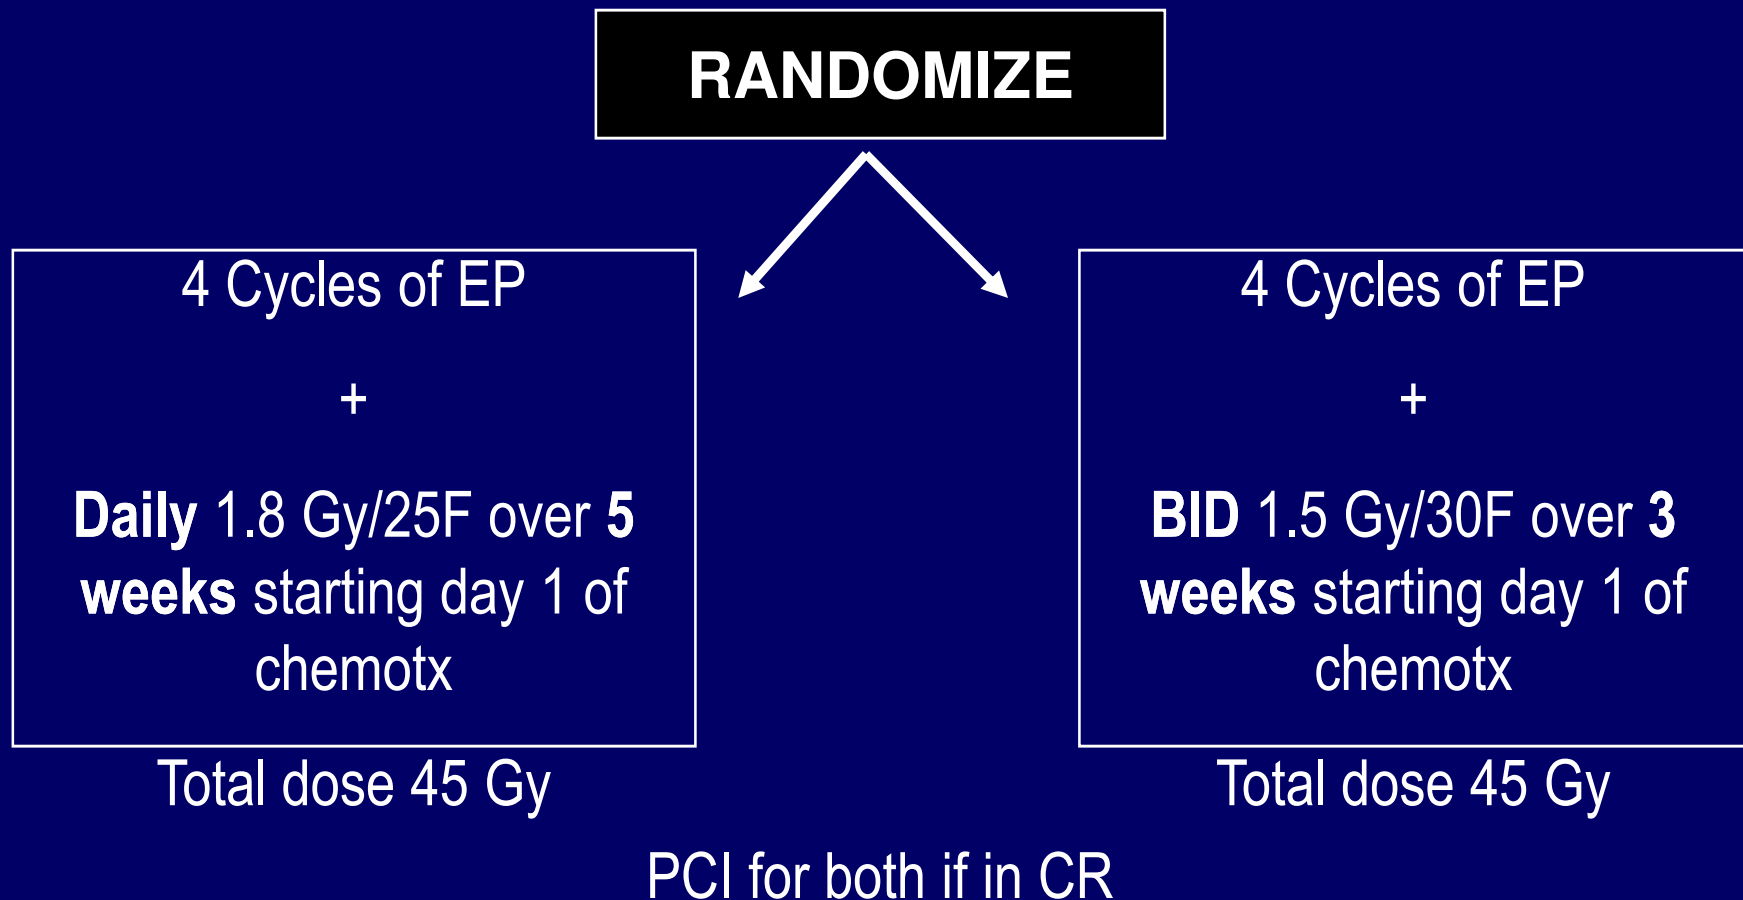 RANDOMIZE
4 Cycles of EP
+
Daily 1.8 Gy/25F over 5
weeks starting day 1 of
chemotx
Total dose 45 Gy
4 Cycles of EP
+
BID 1.5 Gy/30F over 3
weeks starting day 1 of
chemotx
Total dose 45 Gy
PCI for both if in CR